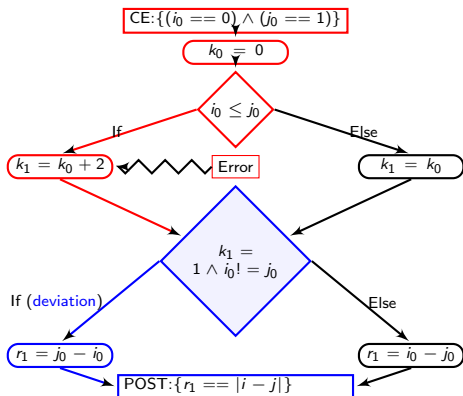 CE:{(i₀ == 0) ∧ (j₀ == 1)}
k₀ = 0
i₀ ≤ j₀
If
Else
k₁ = k₀ + 2
Error
k₁ = k₀
k₁ =
1 ∧ i₀! = j₀
If (deviation)
Else
r₁ = j₀ − i₀
r₁ = i₀ − j₀
POST:{r₁ == |i − j|}